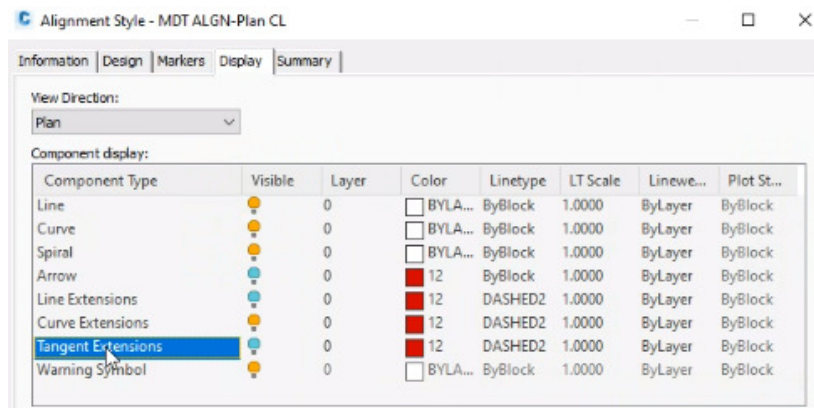 Alignment Style - MDT ALGN-Plan CL
Information Design Markers Display Summary
View Direction:
Plan
Component display:
Component Type Visible Layer Color Linetype LT Scale Linewe... Plot St...
Line 0 BYLA... ByBlock 1.0000 ByLayer ByBlock
Curve 0 BYLA... ByBlock 1.0000 ByLayer ByBlock
Spiral 0 BYLA... ByBlock 1.0000 ByLayer ByBlock
Arrow 0 12 ByBlock 1.0000 ByLayer ByBlock
Line Extensions 0 12 DASHED2 1.0000 ByLayer ByBlock
Curve Extensions 0 12 DASHED2 1.0000 ByLayer ByBlock
Tangent Extensions 0 12 DASHED2 1.0000 ByLayer ByBlock
Warning Symbol 0 BYLA... ByBlock 1.0000 ByLayer ByBlock